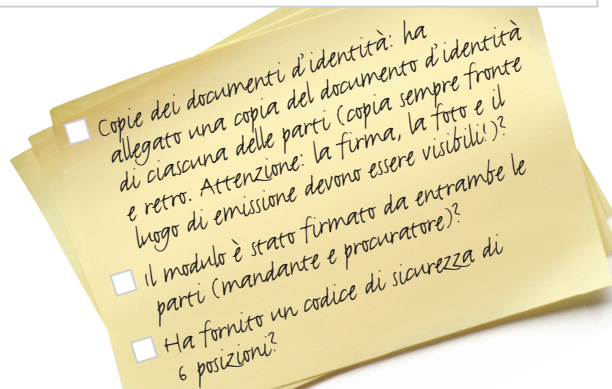 Copie dei documenti d'identità: ha
allegato una copia del documento d'identità
di ciascuna delle parti (copia sempre fronte
e retro. Attenzione: la firma, la foto e il
luogo di emissione devono essere visibili!)?
Il modulo è stato firmato da entrambe le
parti (mandante e procuratore)?
Ha fornito un codice di sicurezza di
6 posizioni?